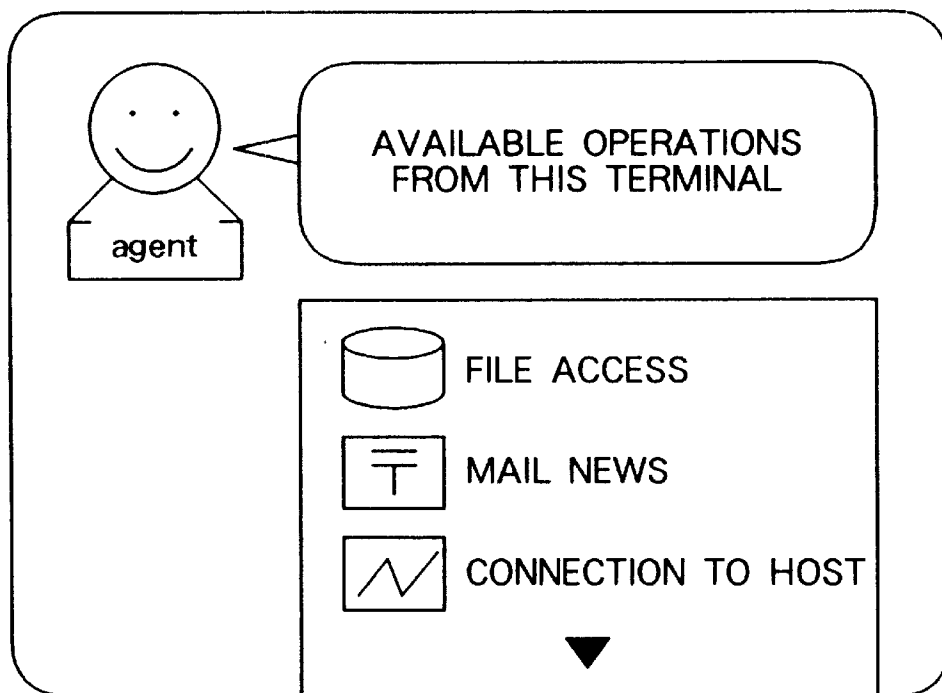 AVAILABLE OPERATIONS
FROM THIS TERMINAL
agent
FILE ACCESS
〒
MAIL NEWS
CONNECTION TO HOST